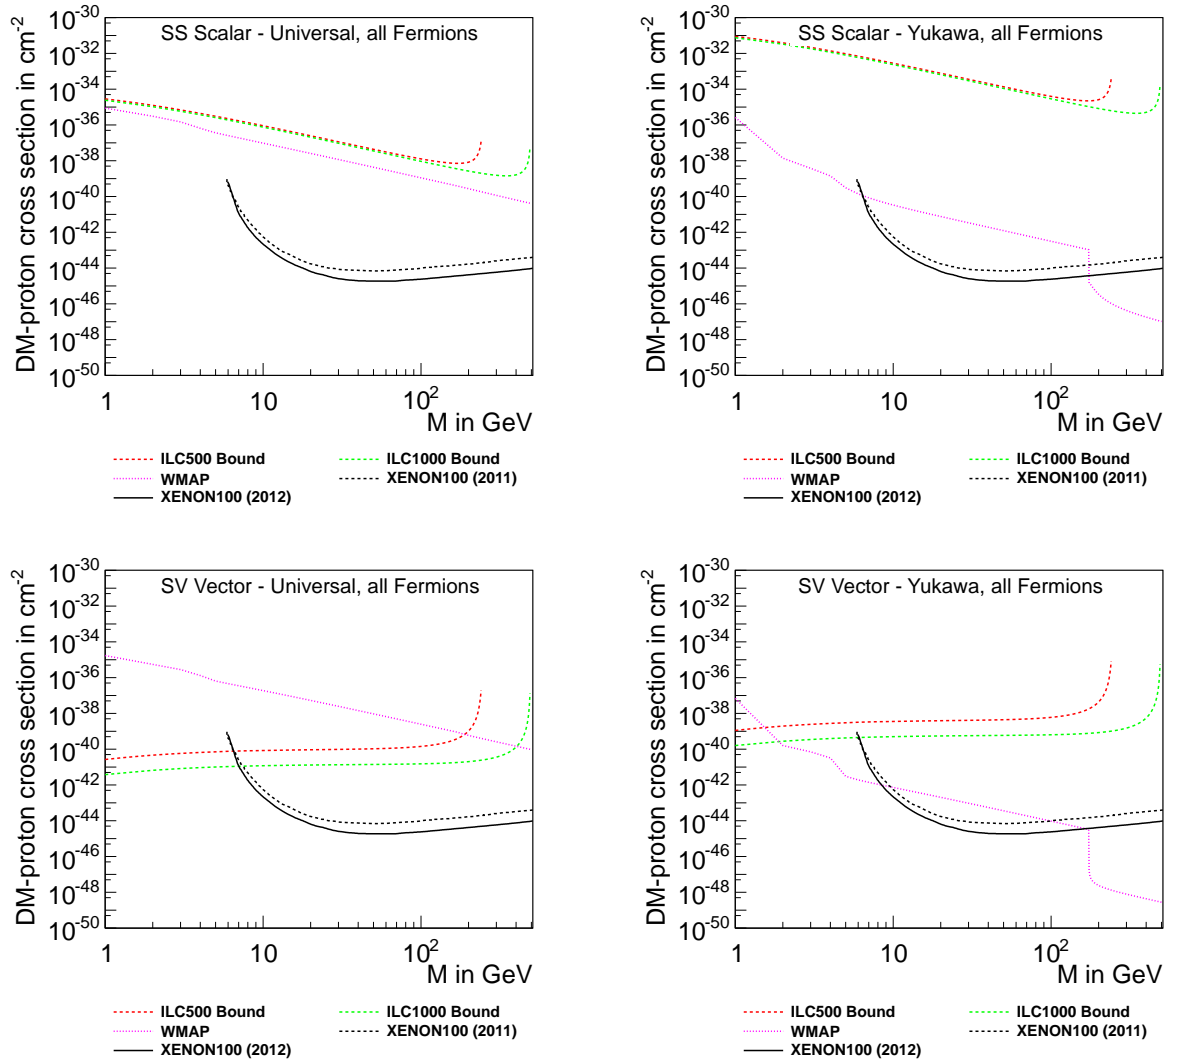 SS Scalar - Universal, all Fermions
DM-proton cross section in cm^-2
10^-30
10^-32
10^-34
10^-36
10^-38
10^-40
10^-42
10^-44
10^-46
10^-48
10^-50
1 10 10^2
M in GeV
ILC500 Bound ILC1000 Bound
WMAP XENON100 (2011)
XENON100 (2012)
SS Scalar - Yukawa, all Fermions
DM-proton cross section in cm^-2
10^-30
10^-32
10^-34
10^-36
10^-38
10^-40
10^-42
10^-44
10^-46
10^-48
10^-50
1 10 10^2
M in GeV
ILC500 Bound ILC1000 Bound
WMAP XENON100 (2011)
XENON100 (2012)
SV Vector - Universal, all Fermions
DM-proton cross section in cm^-2
10^-30
10^-32
10^-34
10^-36
10^-38
10^-40
10^-42
10^-44
10^-46
10^-48
10^-50
1 10 10^2
M in GeV
ILC500 Bound ILC1000 Bound
WMAP XENON100 (2011)
XENON100 (2012)
SV Vector - Yukawa, all Fermions
DM-proton cross section in cm^-2
10^-30
10^-32
10^-34
10^-36
10^-38
10^-40
10^-42
10^-44
10^-46
10^-48
10^-50
1 10 10^2
M in GeV
ILC500 Bound ILC1000 Bound
WMAP XENON100 (2011)
XENON100 (2012)